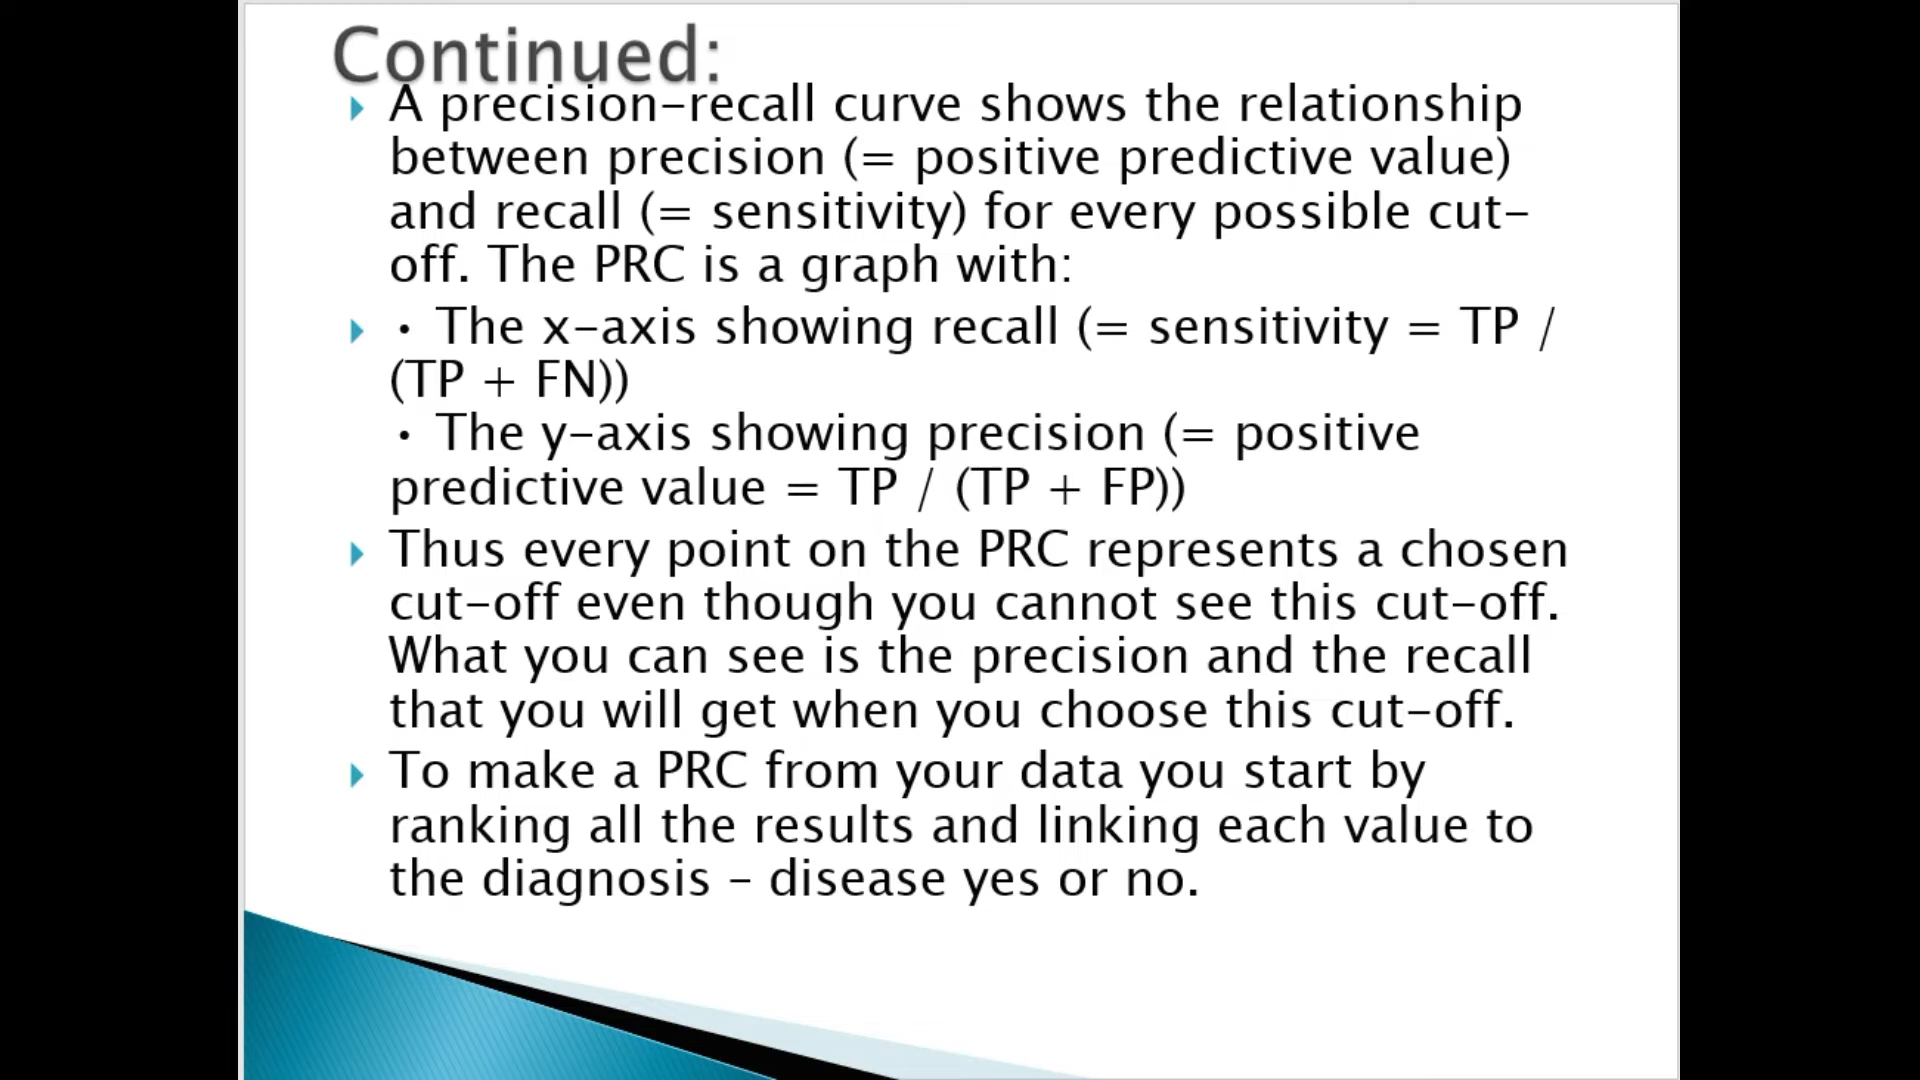 Continued:
A precision-recall curve shows the relationship
between precision (= positive predictive value)
and recall (= sensitivity) for every possible cut-
off. The PRC is a graph with:
• The x-axis showing recall (= sensitivity = TP /
(TP + FN))
• The y-axis showing precision (= positive
predictive value = TP / (TP + FP))
Thus every point on the PRC represents a chosen
cut-off even though you cannot see this cut-off.
What you can see is the precision and the recall
that you will get when you choose this cut-off.
To make a PRC from your data you start by
ranking all the results and linking each value to
the diagnosis – disease yes or no.